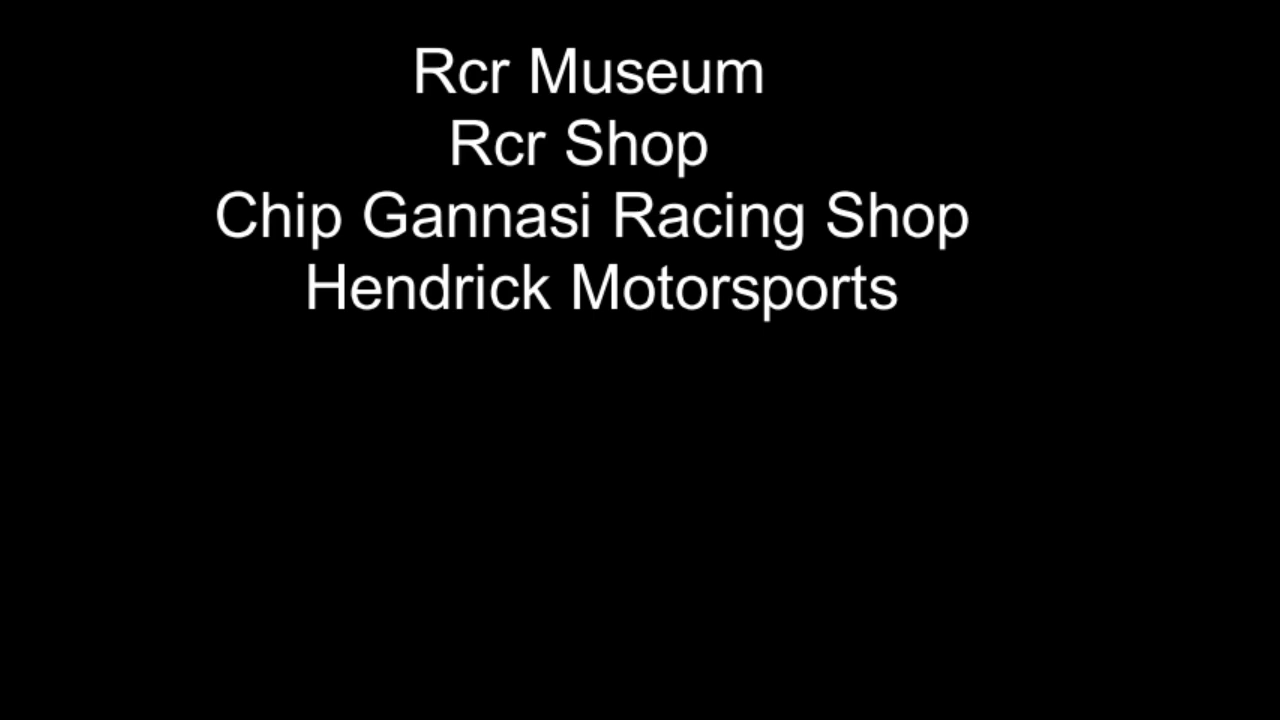 Rcr Museum
Rcr Shop
Chip Gannasi Racing Shop
Hendrick Motorsports